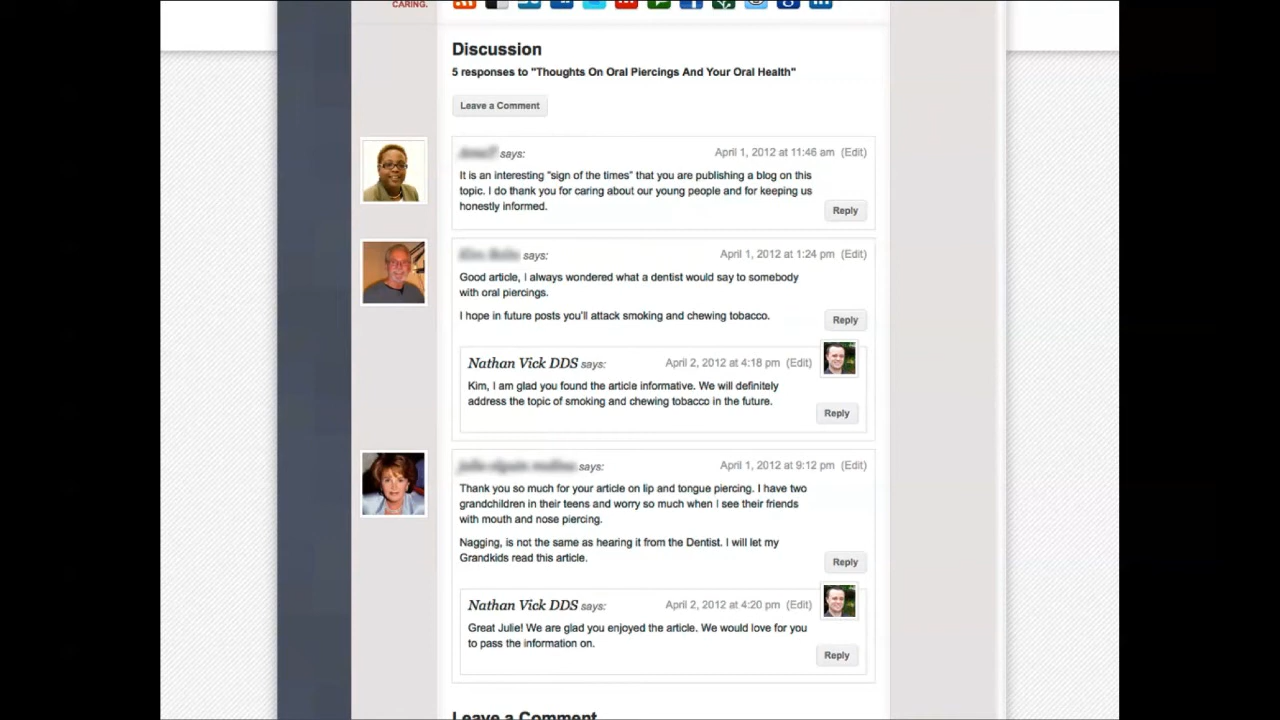 CARING.
Discussion
5 responses to "Thoughts On Oral Piercings And Your Oral Health"
Leave a Comment
says:
April 1, 2012 at 11:46 am (Edit)
It is an interesting "sign of the times" that you are publishing a blog on this
topic. I do thank you for caring about our young people and for keeping us
honestly informed.
Reply
says:
April 1, 2012 at 1:24 pm (Edit)
Good article, I always wondered what a dentist would say to somebody
with oral piercings.
I hope in future posts you'll attack smoking and chewing tobacco.
Reply
Nathan Vick DDS says:
April 2, 2012 at 4:18 pm (Edit)
Kim, I am glad you found the article informative. We will definitely
address the topic of smoking and chewing tobacco in the future.
Reply
says:
April 1, 2012 at 9:12 pm (Edit)
Thank you so much for your article on lip and tongue piercing. I have two
grandchildren in their teens and worry so much when I see their friends
with mouth and nose piercing.
Nagging, is not the same as hearing it from the Dentist. I will let my
Grandkids read this article.
Reply
Nathan Vick DDS says:
April 2, 2012 at 4:20 pm (Edit)
Great Julie! We are glad you enjoyed the article. We would love for you
to pass the information on.
Reply
Leave a Comment